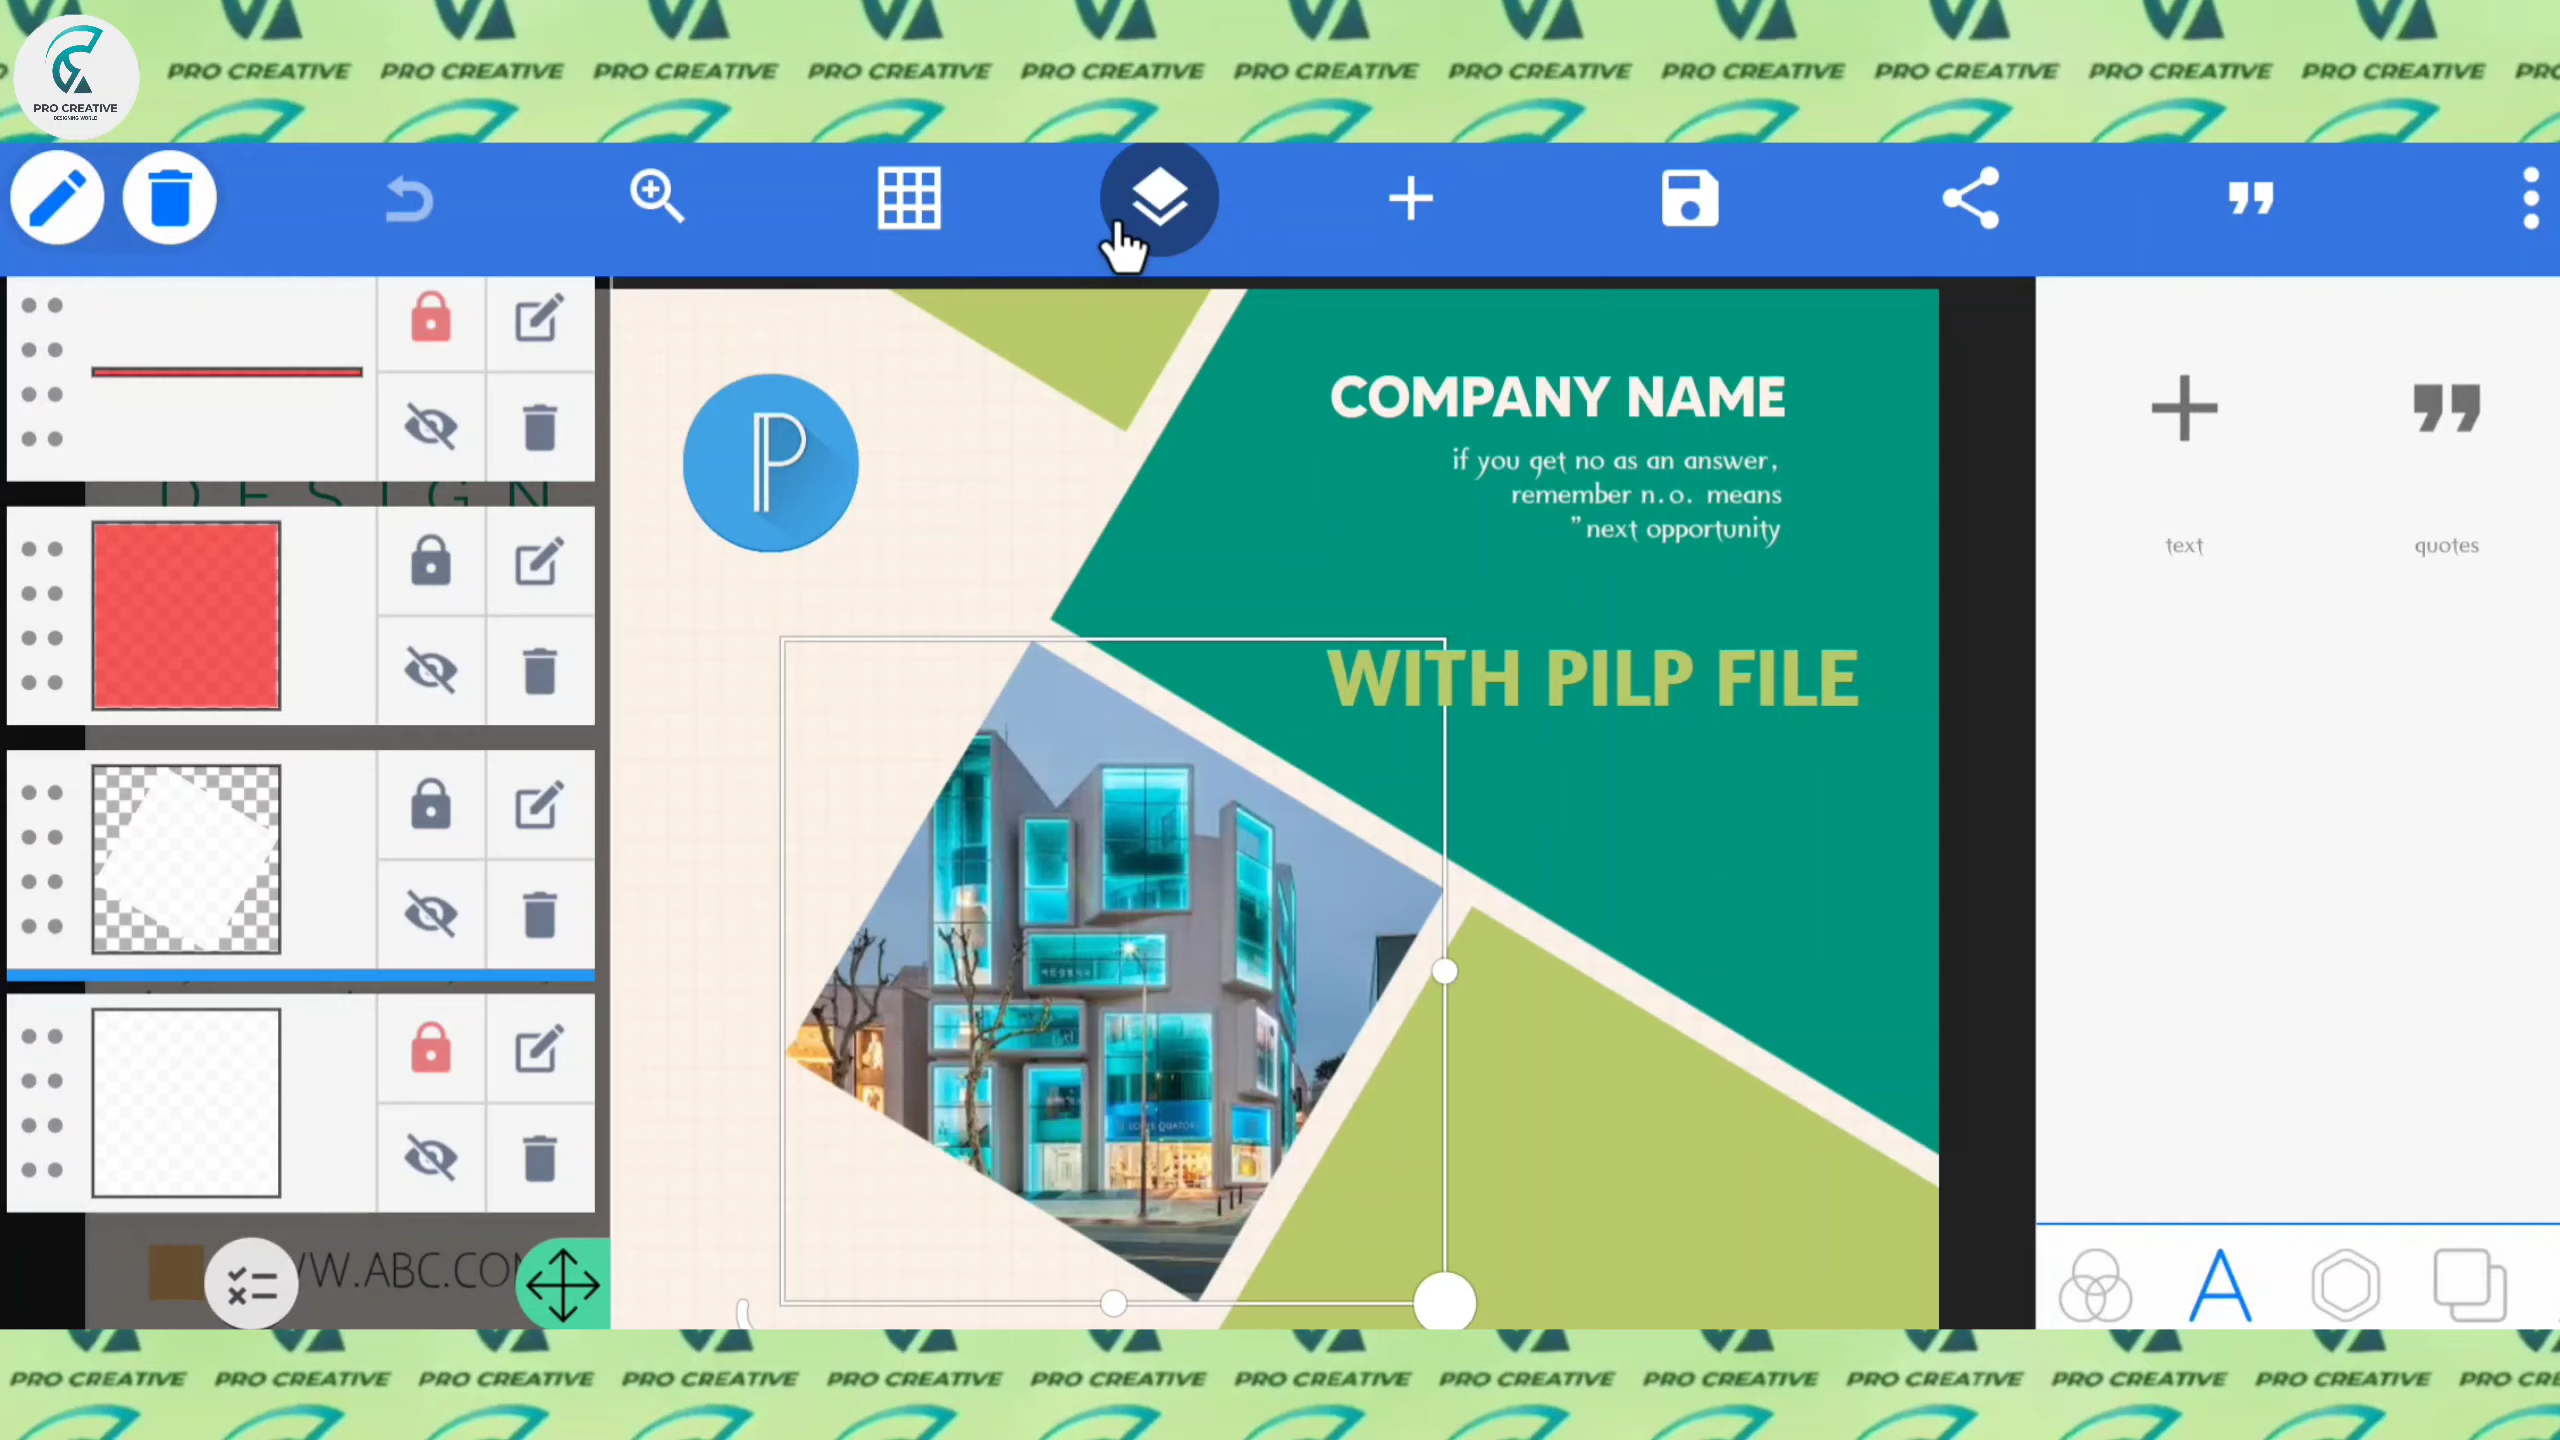 PRO CREATIVE PRO CREATIVE PRO CREATIVE PRO CREATIVE PRO CREATIVE PRO CREATIVE PRO CREATIVE PRO CREATIVE PRO CREATIVE PRO CREATIVE PRO CREATIVE
PRO CREATIVE
DESIGNING WORLD
COMPANY NAME
if you get no as an answer,
remember n.o. means
"next opportunity
text
quotes
DESIGN
WITH PILP FILE
PRO CREATIVE PRO CREATIVE PRO CREATIVE PRO CREATIVE PRO CREATIVE PRO CREATIVE PRO CREATIVE PRO CREATIVE PRO CREATIVE PRO CREATIVE PRO CREATIVE PRO CREATIVE